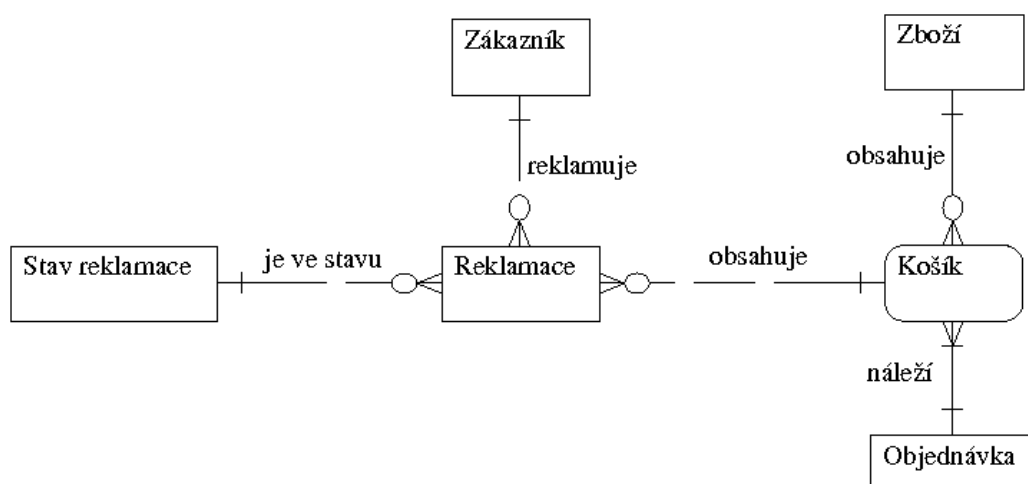 Zákazník
Zboží
reklamuje
obsahuje
Stav reklamace
je ve stavu
Reklamace
obsahuje
Košík
náleží
Objednávka